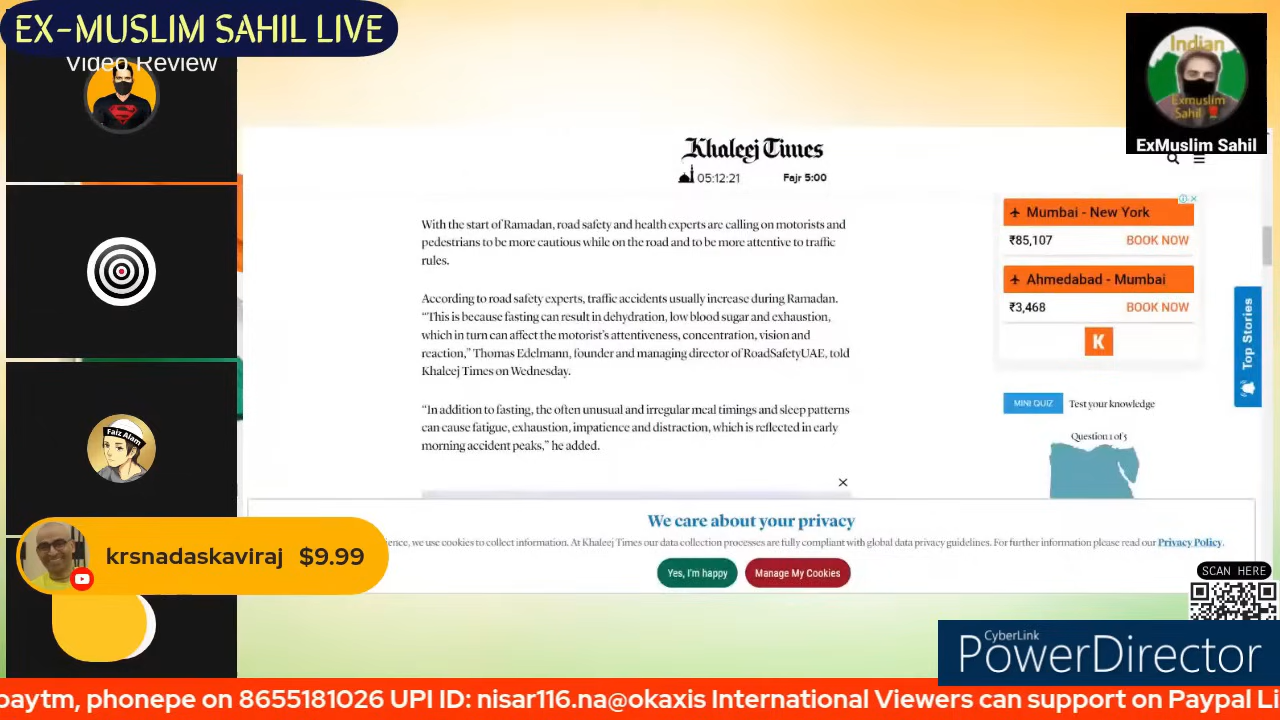 EX-MUSLIM SAHIL LIVE
Video Review
Indian
Exmuslim
Sahil
ExMuslim Sahil
Khaleej Times
05:12:21
Fajr 5:00
With the start of Ramadan, road safety and health experts are calling on motorists and
pedestrians to be more cautious while on the road and to be more attentive to traffic
rules.
According to road safety experts, traffic accidents usually increase during Ramadan.
“This is because fasting can result in dehydration, low blood sugar and exhaustion,
which in turn can affect the motorist’s attentiveness, concentration, vision and
reaction,” Thomas Edelmann, founder and managing director of RoadSafetyUAE, told
Khaleej Times on Wednesday.
“In addition to fasting, the often unusual and irregular meal timings and sleep patterns
can cause fatigue, exhaustion, impatience and distraction, which is reflected in early
morning accident peaks,” he added.
Mumbai - New York
₹85,107 BOOK NOW
Ahmedabad - Mumbai
₹3,468 BOOK NOW
K
Top Stories
MINI QUIZ Test your knowledge
Question 1 of 5
Faiz Alam
We care about your privacy
we use cookies to collect information. At Khaleej Times our data collection processes are fully compliant with global data privacy guidelines. For further information please read our Privacy Policy.
Yes, I'm happy
Manage My Cookies
krsnadaskaviraj $9.99
SCAN HERE
CyberLink
PowerDirector
paytm, phonepe on 8655181026 UPI ID: nisar116.na@okaxis International Viewers can support on Paypal